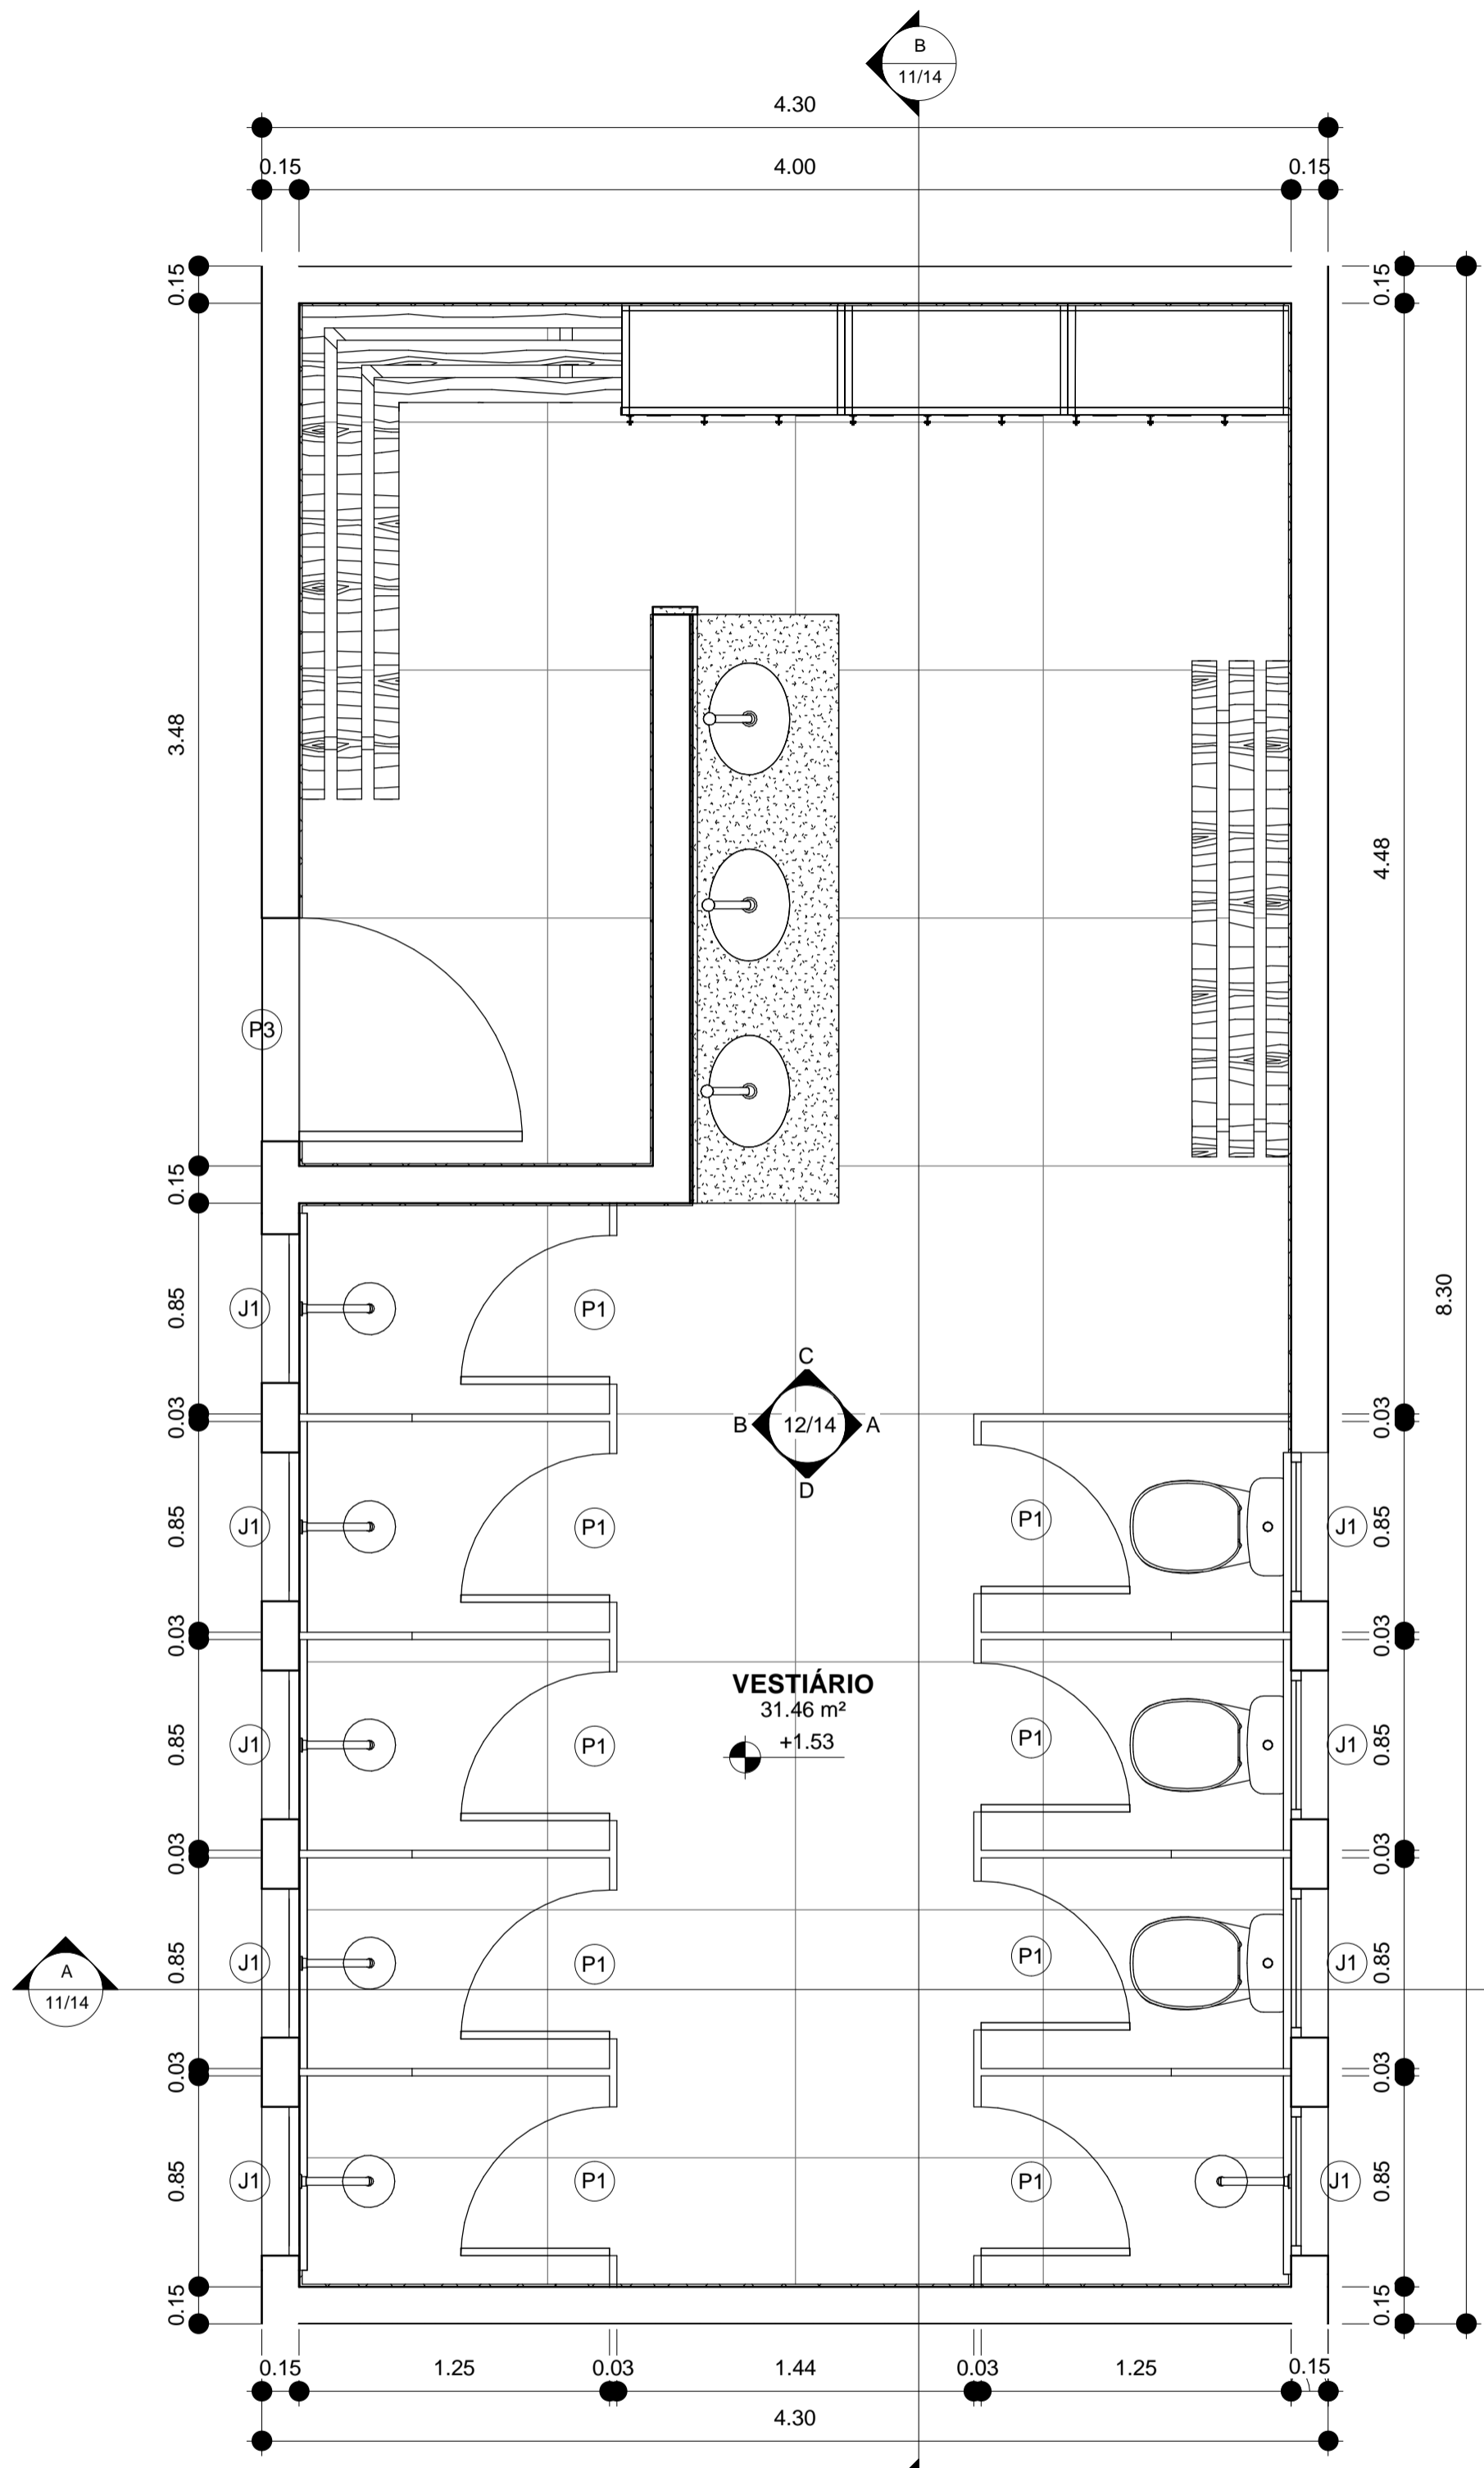 B
11/14
4.30
0.15 4.00 0.15
0.15 0.15
3.48 4.48
P3
0.15
8.30
0.85 J1 P1
C
0.03 B 12/14 A 0.03
D
0.85 J1 P1 P1 J1 0.85
0.03 0.03
VESTIÁRIO
31.46 m²
+1.53
0.85 J1 P1 P1 J1 0.85
0.03 0.03
0.85 J1 P1 P1 J1 0.85
A
11/14
0.03 0.03
0.85 J1 P1 P1 J1 0.85
0.15 0.15
0.15 1.25 0.03 1.44 0.03 1.25 0.15
4.30